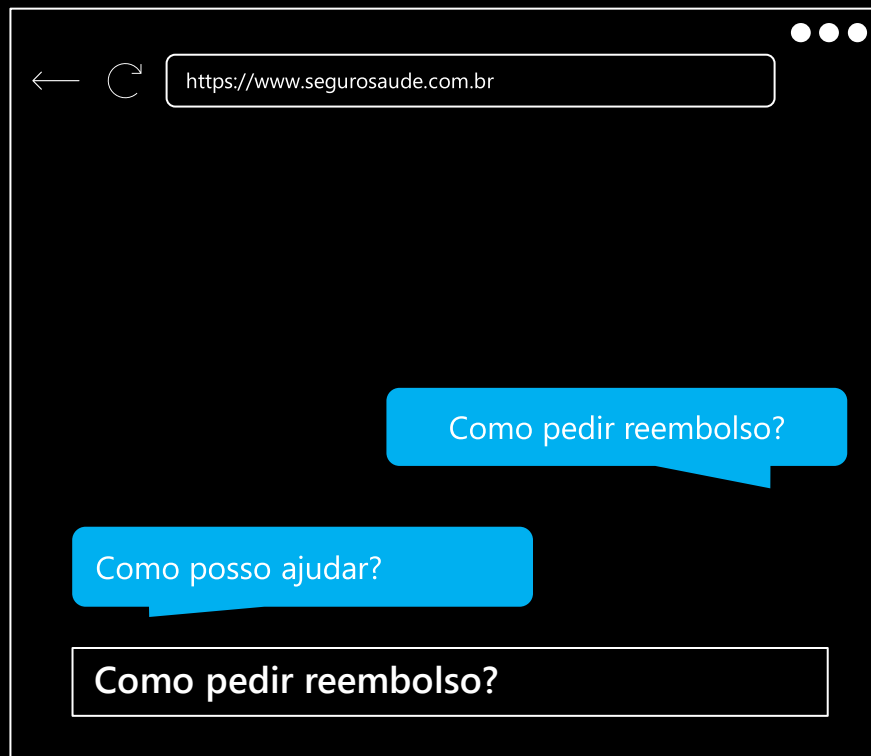 https://www.segurosaude.com.br
Como pedir reembolso?
Como posso ajudar?
Como pedir reembolso?